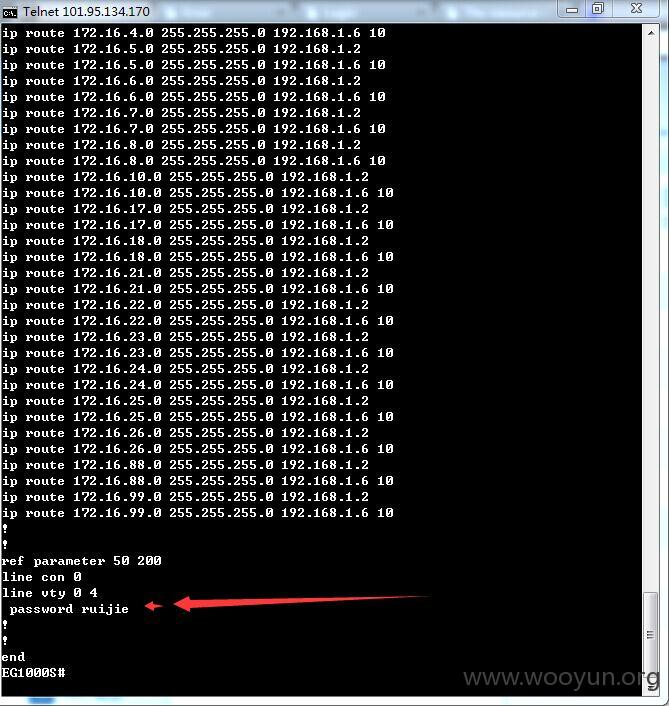 Telnet 101.95.134.170
ip route 172.16.4.0 255.255.255.0 192.168.1.6 10
ip route 172.16.5.0 255.255.255.0 192.168.1.2
ip route 172.16.5.0 255.255.255.0 192.168.1.6 10
ip route 172.16.6.0 255.255.255.0 192.168.1.2
ip route 172.16.6.0 255.255.255.0 192.168.1.6 10
ip route 172.16.7.0 255.255.255.0 192.168.1.2
ip route 172.16.7.0 255.255.255.0 192.168.1.6 10
ip route 172.16.8.0 255.255.255.0 192.168.1.2
ip route 172.16.8.0 255.255.255.0 192.168.1.6 10
ip route 172.16.10.0 255.255.255.0 192.168.1.2
ip route 172.16.10.0 255.255.255.0 192.168.1.6 10
ip route 172.16.17.0 255.255.255.0 192.168.1.2
ip route 172.16.17.0 255.255.255.0 192.168.1.6 10
ip route 172.16.18.0 255.255.255.0 192.168.1.2
ip route 172.16.18.0 255.255.255.0 192.168.1.6 10
ip route 172.16.21.0 255.255.255.0 192.168.1.2
ip route 172.16.21.0 255.255.255.0 192.168.1.6 10
ip route 172.16.22.0 255.255.255.0 192.168.1.2
ip route 172.16.22.0 255.255.255.0 192.168.1.6 10
ip route 172.16.23.0 255.255.255.0 192.168.1.2
ip route 172.16.23.0 255.255.255.0 192.168.1.6 10
ip route 172.16.24.0 255.255.255.0 192.168.1.2
ip route 172.16.24.0 255.255.255.0 192.168.1.6 10
ip route 172.16.25.0 255.255.255.0 192.168.1.2
ip route 172.16.25.0 255.255.255.0 192.168.1.6 10
ip route 172.16.26.0 255.255.255.0 192.168.1.2
ip route 172.16.26.0 255.255.255.0 192.168.1.6 10
ip route 172.16.88.0 255.255.255.0 192.168.1.2
ip route 172.16.88.0 255.255.255.0 192.168.1.6 10
ip route 172.16.99.0 255.255.255.0 192.168.1.2
ip route 172.16.99.0 255.255.255.0 192.168.1.6 10
!
!
ref parameter 50 200
line con 0
line vty 0 4
 password ruijie
!
!
end
EG1000S#
www.wooyun.org